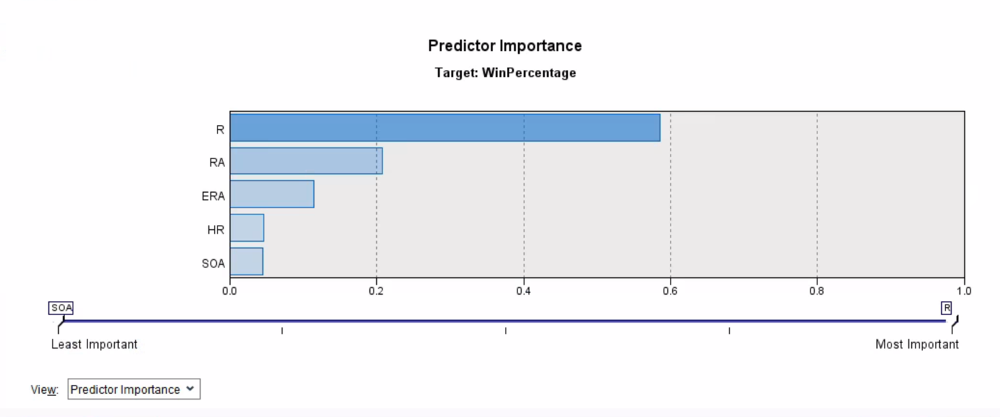 Predictor Importance
Target: WinPercentage
R
RA
ERA
HR
SOA
0.0 0.2 0.4 0.6 0.8 1.0
SOA R
Least Important Most Important
View: Predictor Importance